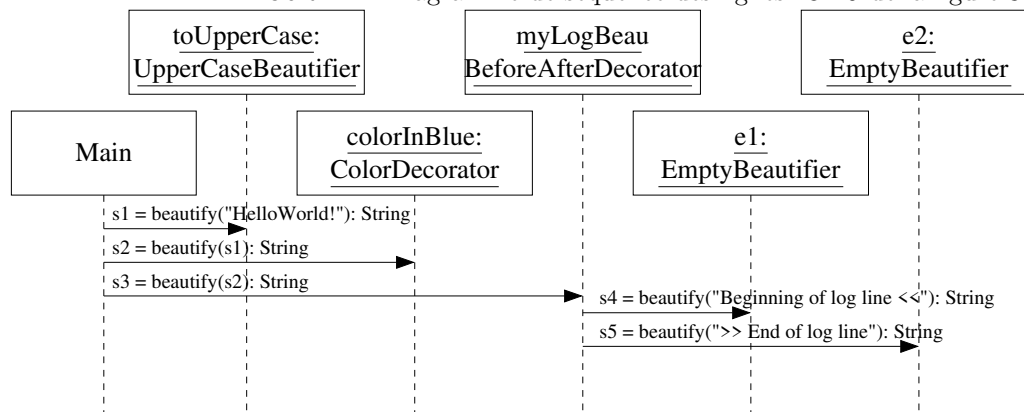 toUpperCase:
UpperCaseBeautifier
myLogBeau
BeforeAfterDecorator
e2:
EmptyBeautifier
Main
colorInBlue:
ColorDecorator
e1:
EmptyBeautifier
s1 = beautify("HelloWorld!"): String
s2 = beautify(s1): String
s3 = beautify(s2): String
s4 = beautify("Beginning of log line <<"): String
s5 = beautify(">> End of log line"): String